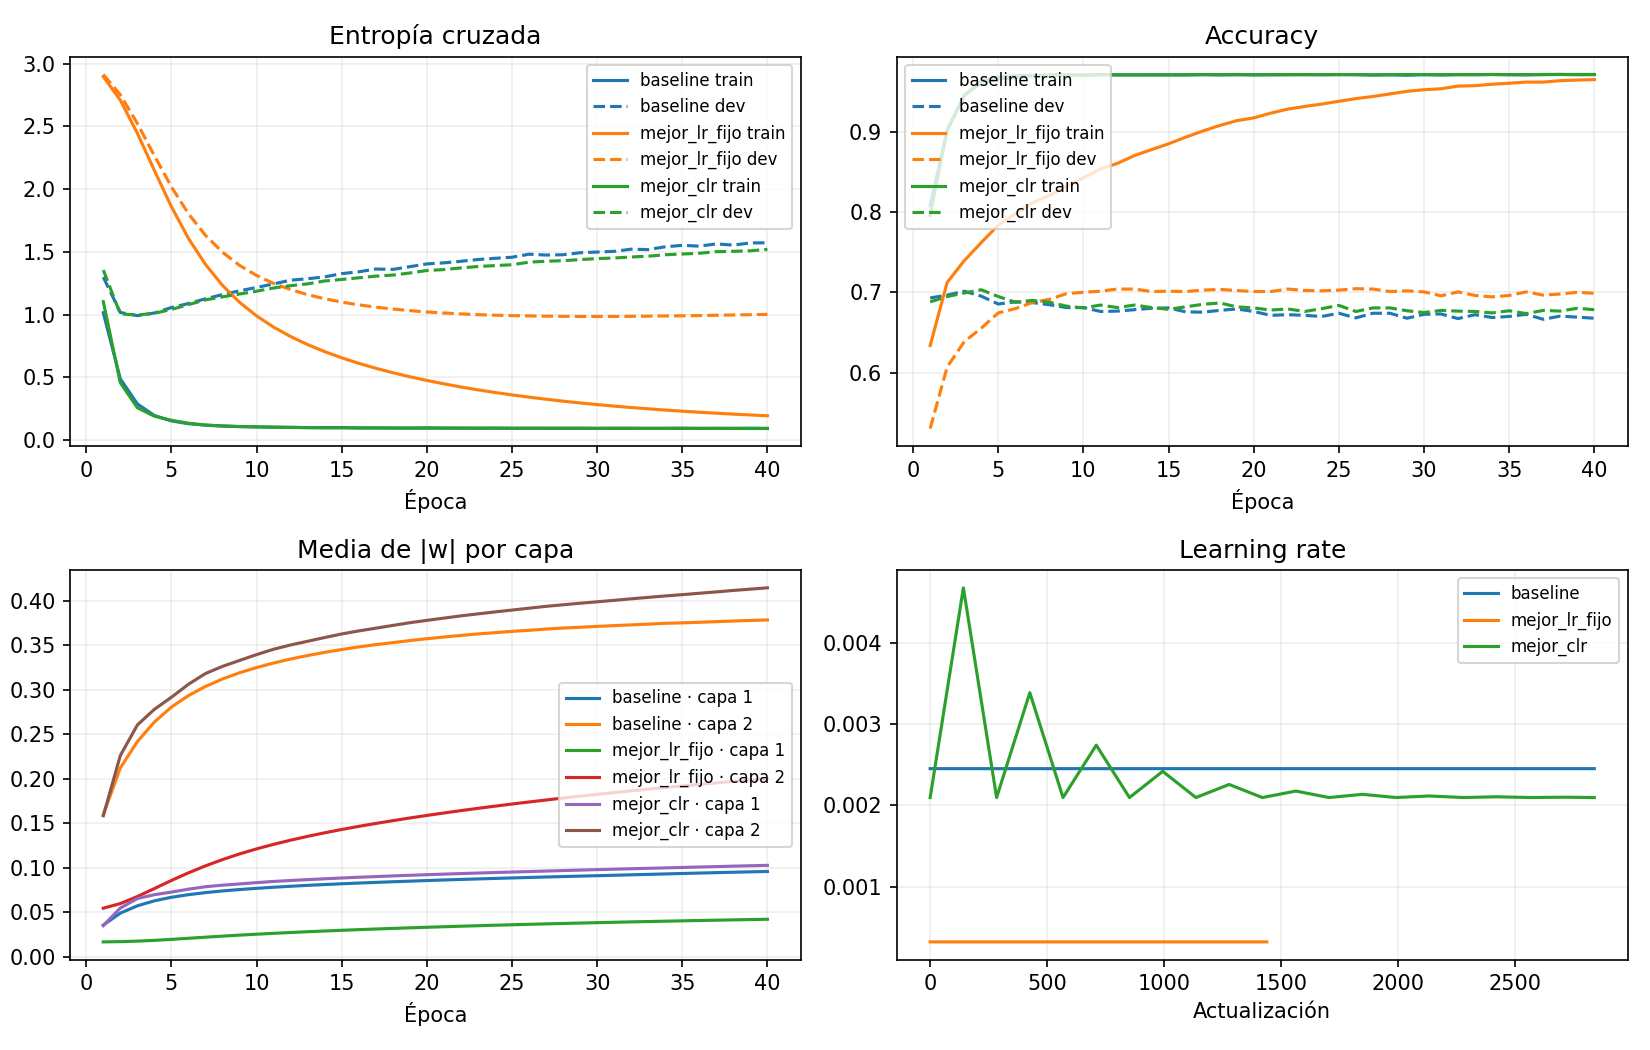 Entropía cruzada
3.0
2.5
2.0
1.5
1.0
0.5
0.0
0 5 10 15 20 25 30 35 40
Época
baseline train
baseline dev
mejor_lr_fijo train
mejor_lr_fijo dev
mejor_clr train
mejor_clr dev
Accuracy
0.9
0.8
0.7
0.6
0 5 10 15 20 25 30 35 40
Época
baseline train
baseline dev
mejor_lr_fijo train
mejor_lr_fijo dev
mejor_clr train
mejor_clr dev
Media de |w| por capa
0.40
0.35
0.30
0.25
0.20
0.15
0.10
0.05
0.00
0 5 10 15 20 25 30 35 40
Época
baseline · capa 1
baseline · capa 2
mejor_lr_fijo · capa 1
mejor_lr_fijo · capa 2
mejor_clr · capa 1
mejor_clr · capa 2
Learning rate
0.004
0.003
0.002
0.001
0 500 1000 1500 2000 2500
Actualización
baseline
mejor_lr_fijo
mejor_clr